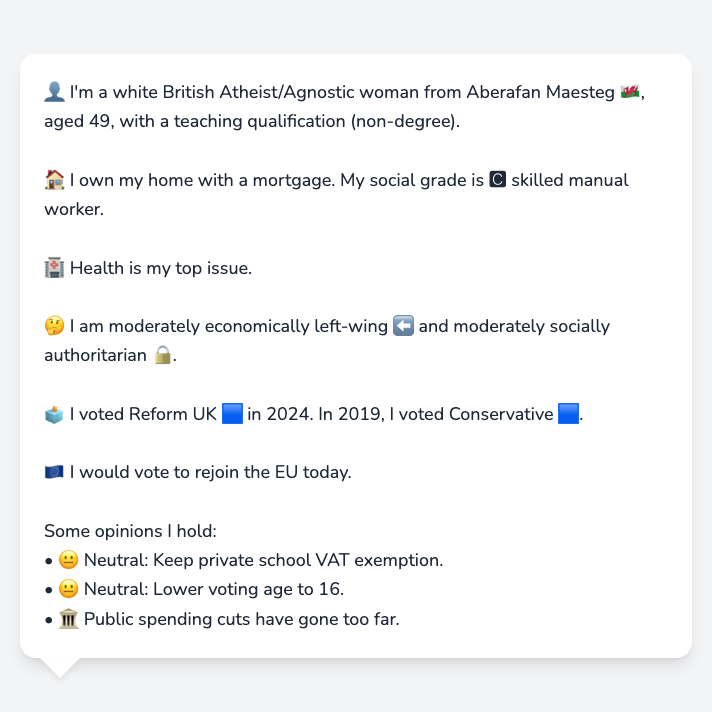 👤 I'm a white British Atheist/Agnostic woman from Aberafan Maesteg 🏴󠁧󠁢󠁷󠁬󠁳󠁿,
aged 49, with a teaching qualification (non-degree).
🏠 I own my home with a mortgage. My social grade is 🅲 skilled manual
worker.
🏥 Health is my top issue.
🤔 I am moderately economically left-wing ⬅️ and moderately socially
authoritarian 🔒.
🗳️ I voted Reform UK 🟦 in 2024. In 2019, I voted Conservative 🟦.
🇪🇺 I would vote to rejoin the EU today.
Some opinions I hold:
• 😐 Neutral: Keep private school VAT exemption.
• 😐 Neutral: Lower voting age to 16.
• 🏛️ Public spending cuts have gone too far.